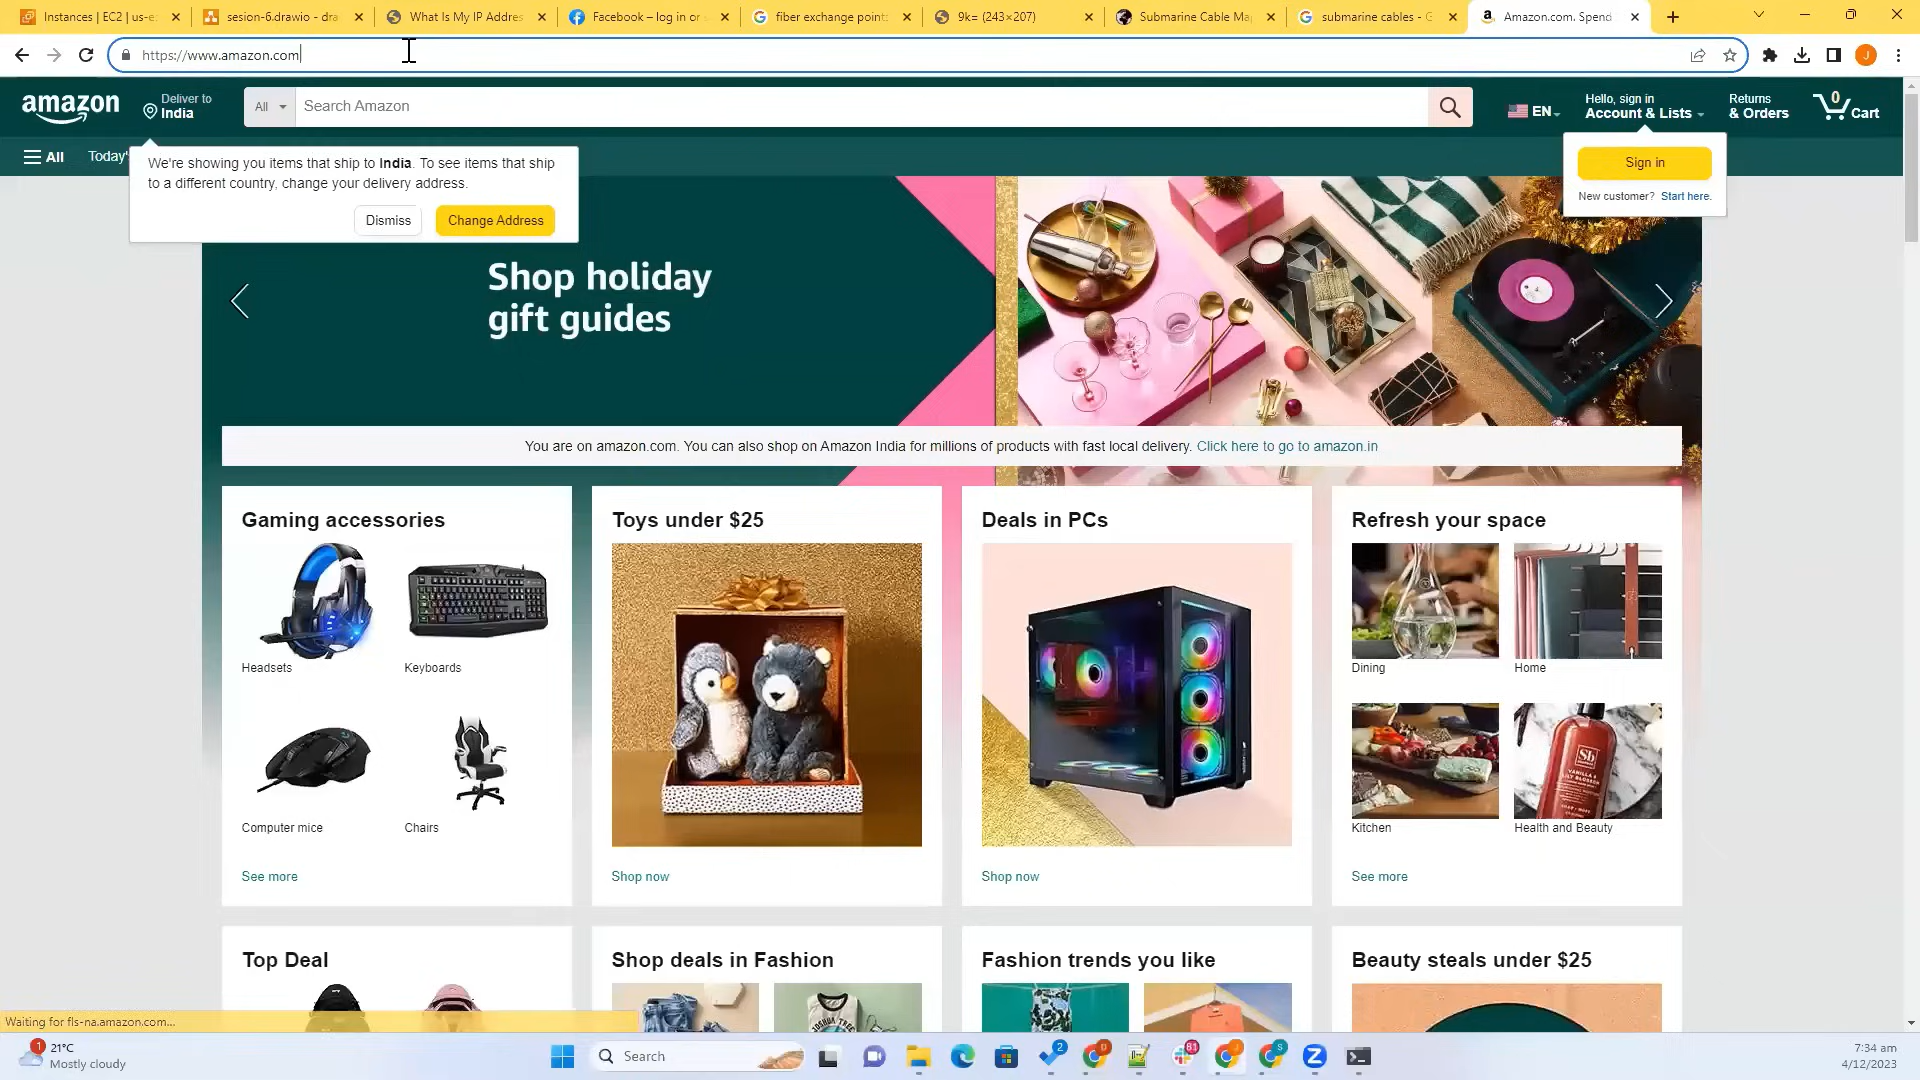 Instances | EC2 | us-e
sesion-6.drawio - dra
What Is My IP Addre
Facebook – log in or s
fiber exchange point
9k= (243×207)
Submarine Cable Ma
submarine cables - G
Amazon.com. Spend
https://www.amazon.com
amazon
Deliver to
India
All
Search Amazon
EN
Hello, sign in
Account & Lists
Returns
& Orders
0
Cart
All
Today'
We're showing you items that ship to India. To see items that ship
to a different country, change your delivery address.
Dismiss
Change Address
Sign in
New customer? Start here.
Shop holiday
gift guides
You are on amazon.com. You can also shop on Amazon India for millions of products with fast local delivery. Click here to go to amazon.in
Gaming accessories
Headsets
Keyboards
Computer mice
Chairs
See more
Toys under $25
Shop now
Deals in PCs
Shop now
Refresh your space
Dining
Home
Kitchen
Health and Beauty
See more
Top Deal
Shop deals in Fashion
Fashion trends you like
Beauty steals under $25
Waiting for fls-na.amazon.com...
1
21°C
Mostly cloudy
Search
2
81
7:34 am
4/12/2023